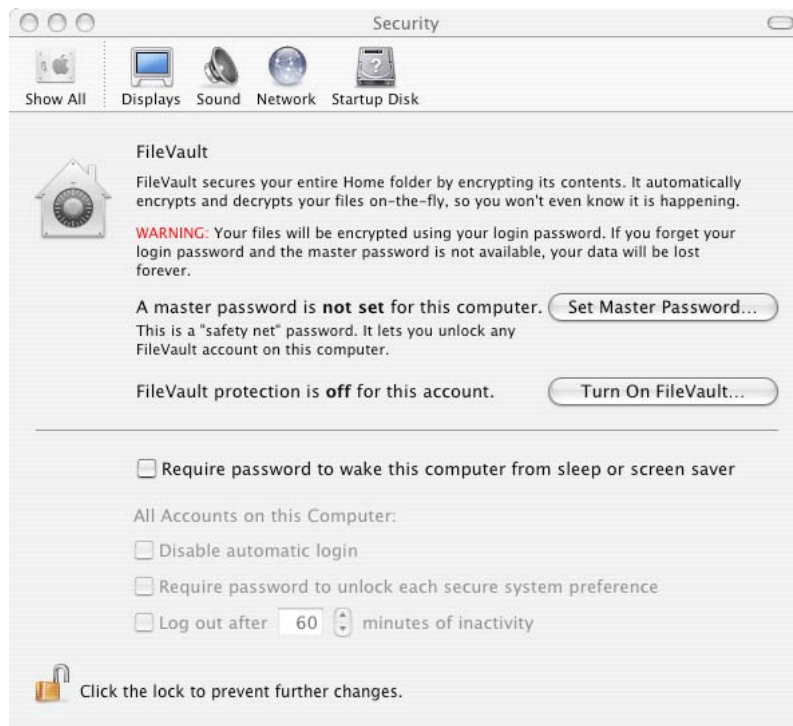 Security
Show All
Displays
Sound
Network
Startup Disk
FileVault
FileVault secures your entire Home folder by encrypting its contents. It automatically
encrypts and decrypts your files on-the-fly, so you won't even know it is happening.
WARNING: Your files will be encrypted using your login password. If you forget your
login password and the master password is not available, your data will be lost
forever.
A master password is not set for this computer.
Set Master Password...
This is a "safety net" password. It lets you unlock any
FileVault account on this computer.
FileVault protection is off for this account.
Turn On FileVault...
Require password to wake this computer from sleep or screen saver
All Accounts on this Computer:
Disable automatic login
Require password to unlock each secure system preference
Log out after 60 minutes of inactivity
Click the lock to prevent further changes.